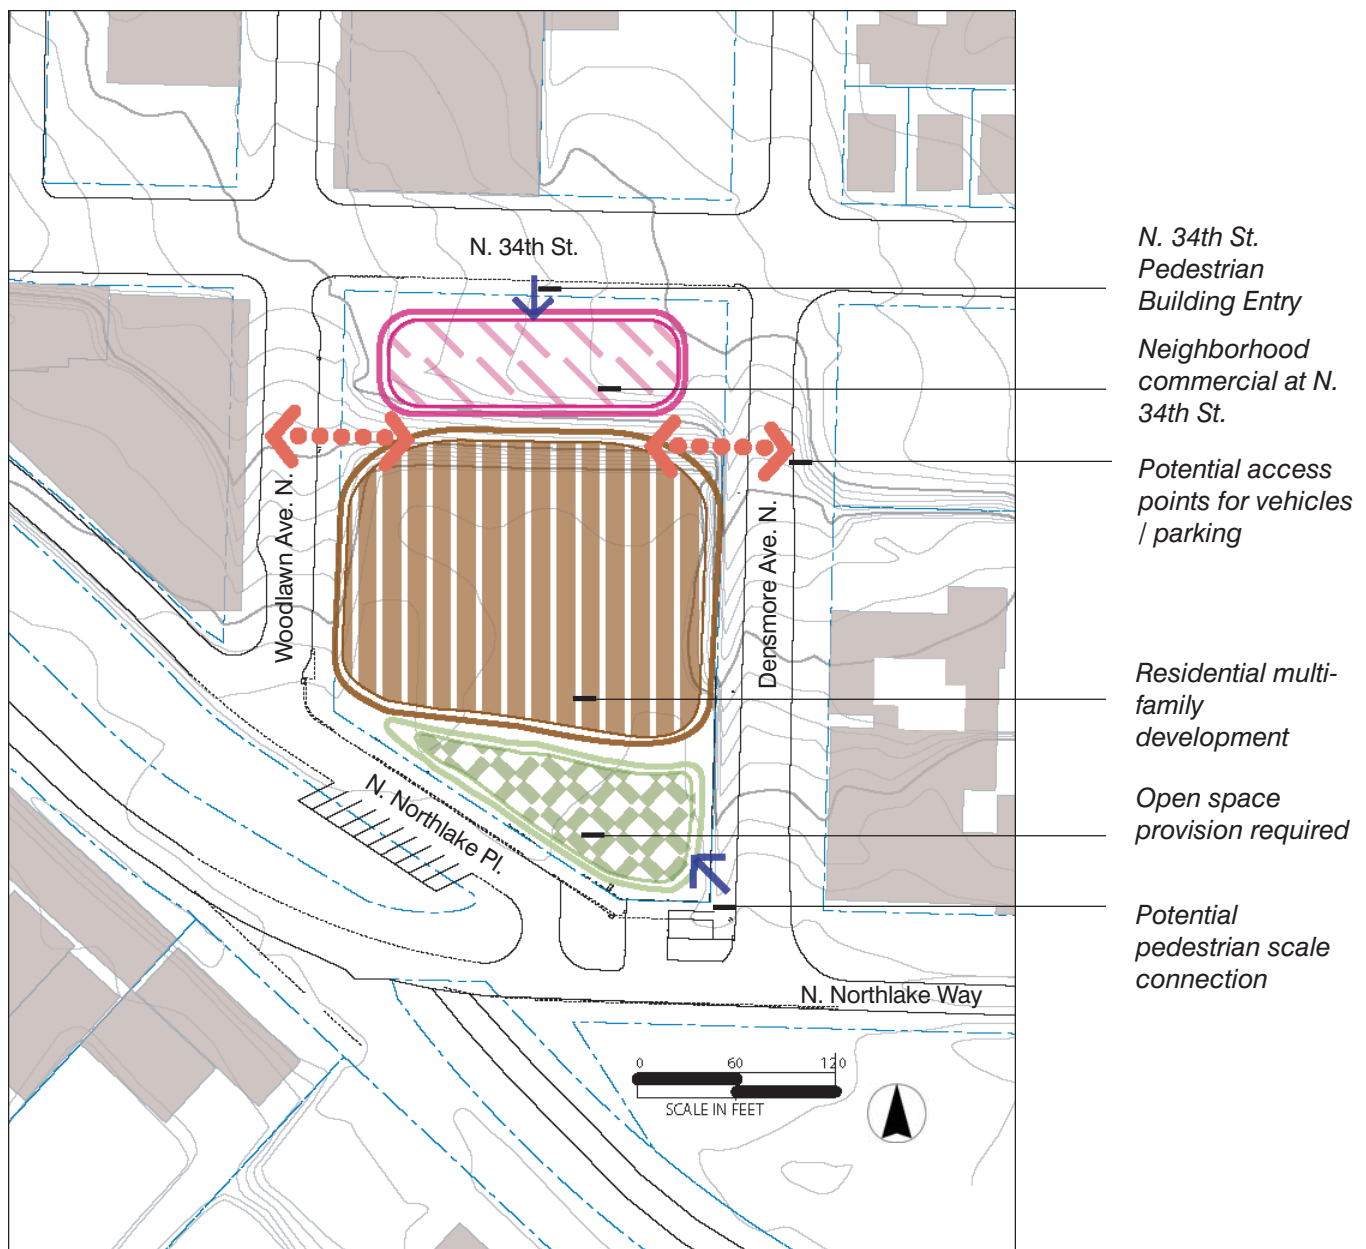 N. 34th St.
N. 34th St.
Pedestrian
Building Entry
Neighborhood
commercial at N.
34th St.
Potential access
points for vehicles
/ parking
Woodlawn Ave. N.
Densmore Ave. N.
Residential multi-
family
development
N. Northlake Pl.
Open space
provision required
Potential
pedestrian scale
connection
N. Northlake Way
0 60 120
SCALE IN FEET